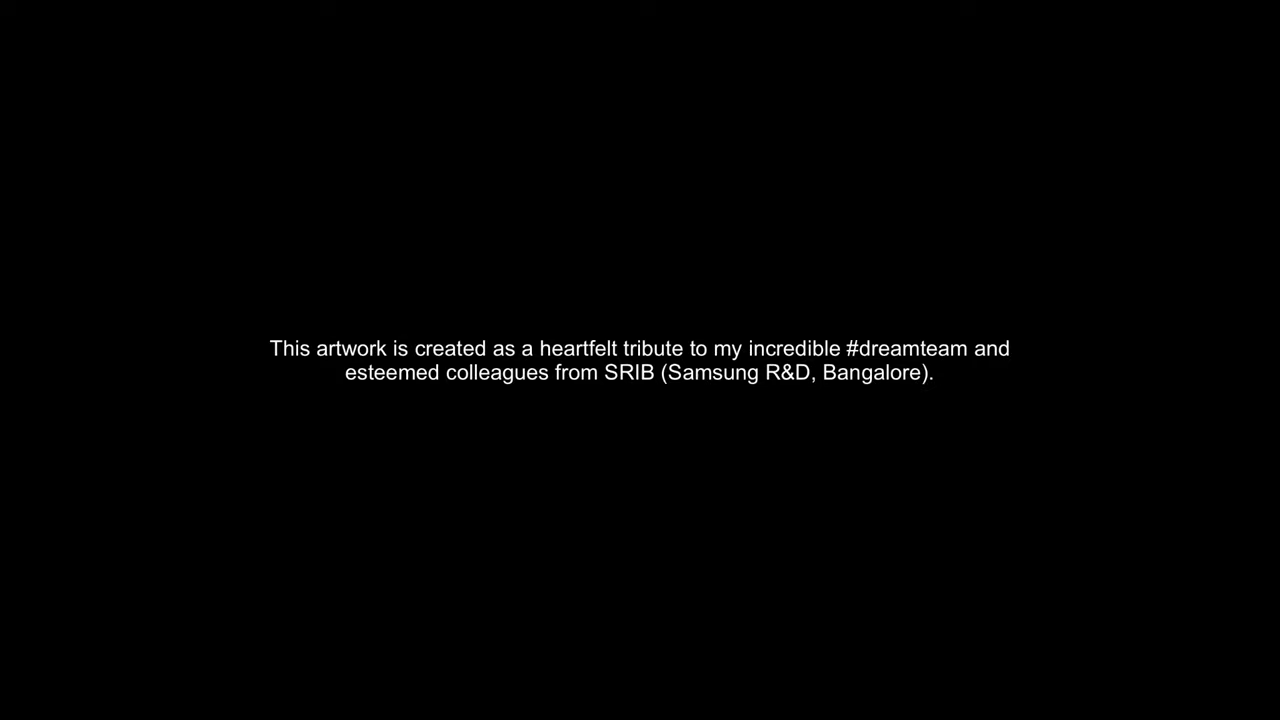 This artwork is created as a heartfelt tribute to my incredible #dreamteam and
esteemed colleagues from SRIB (Samsung R&D, Bangalore).